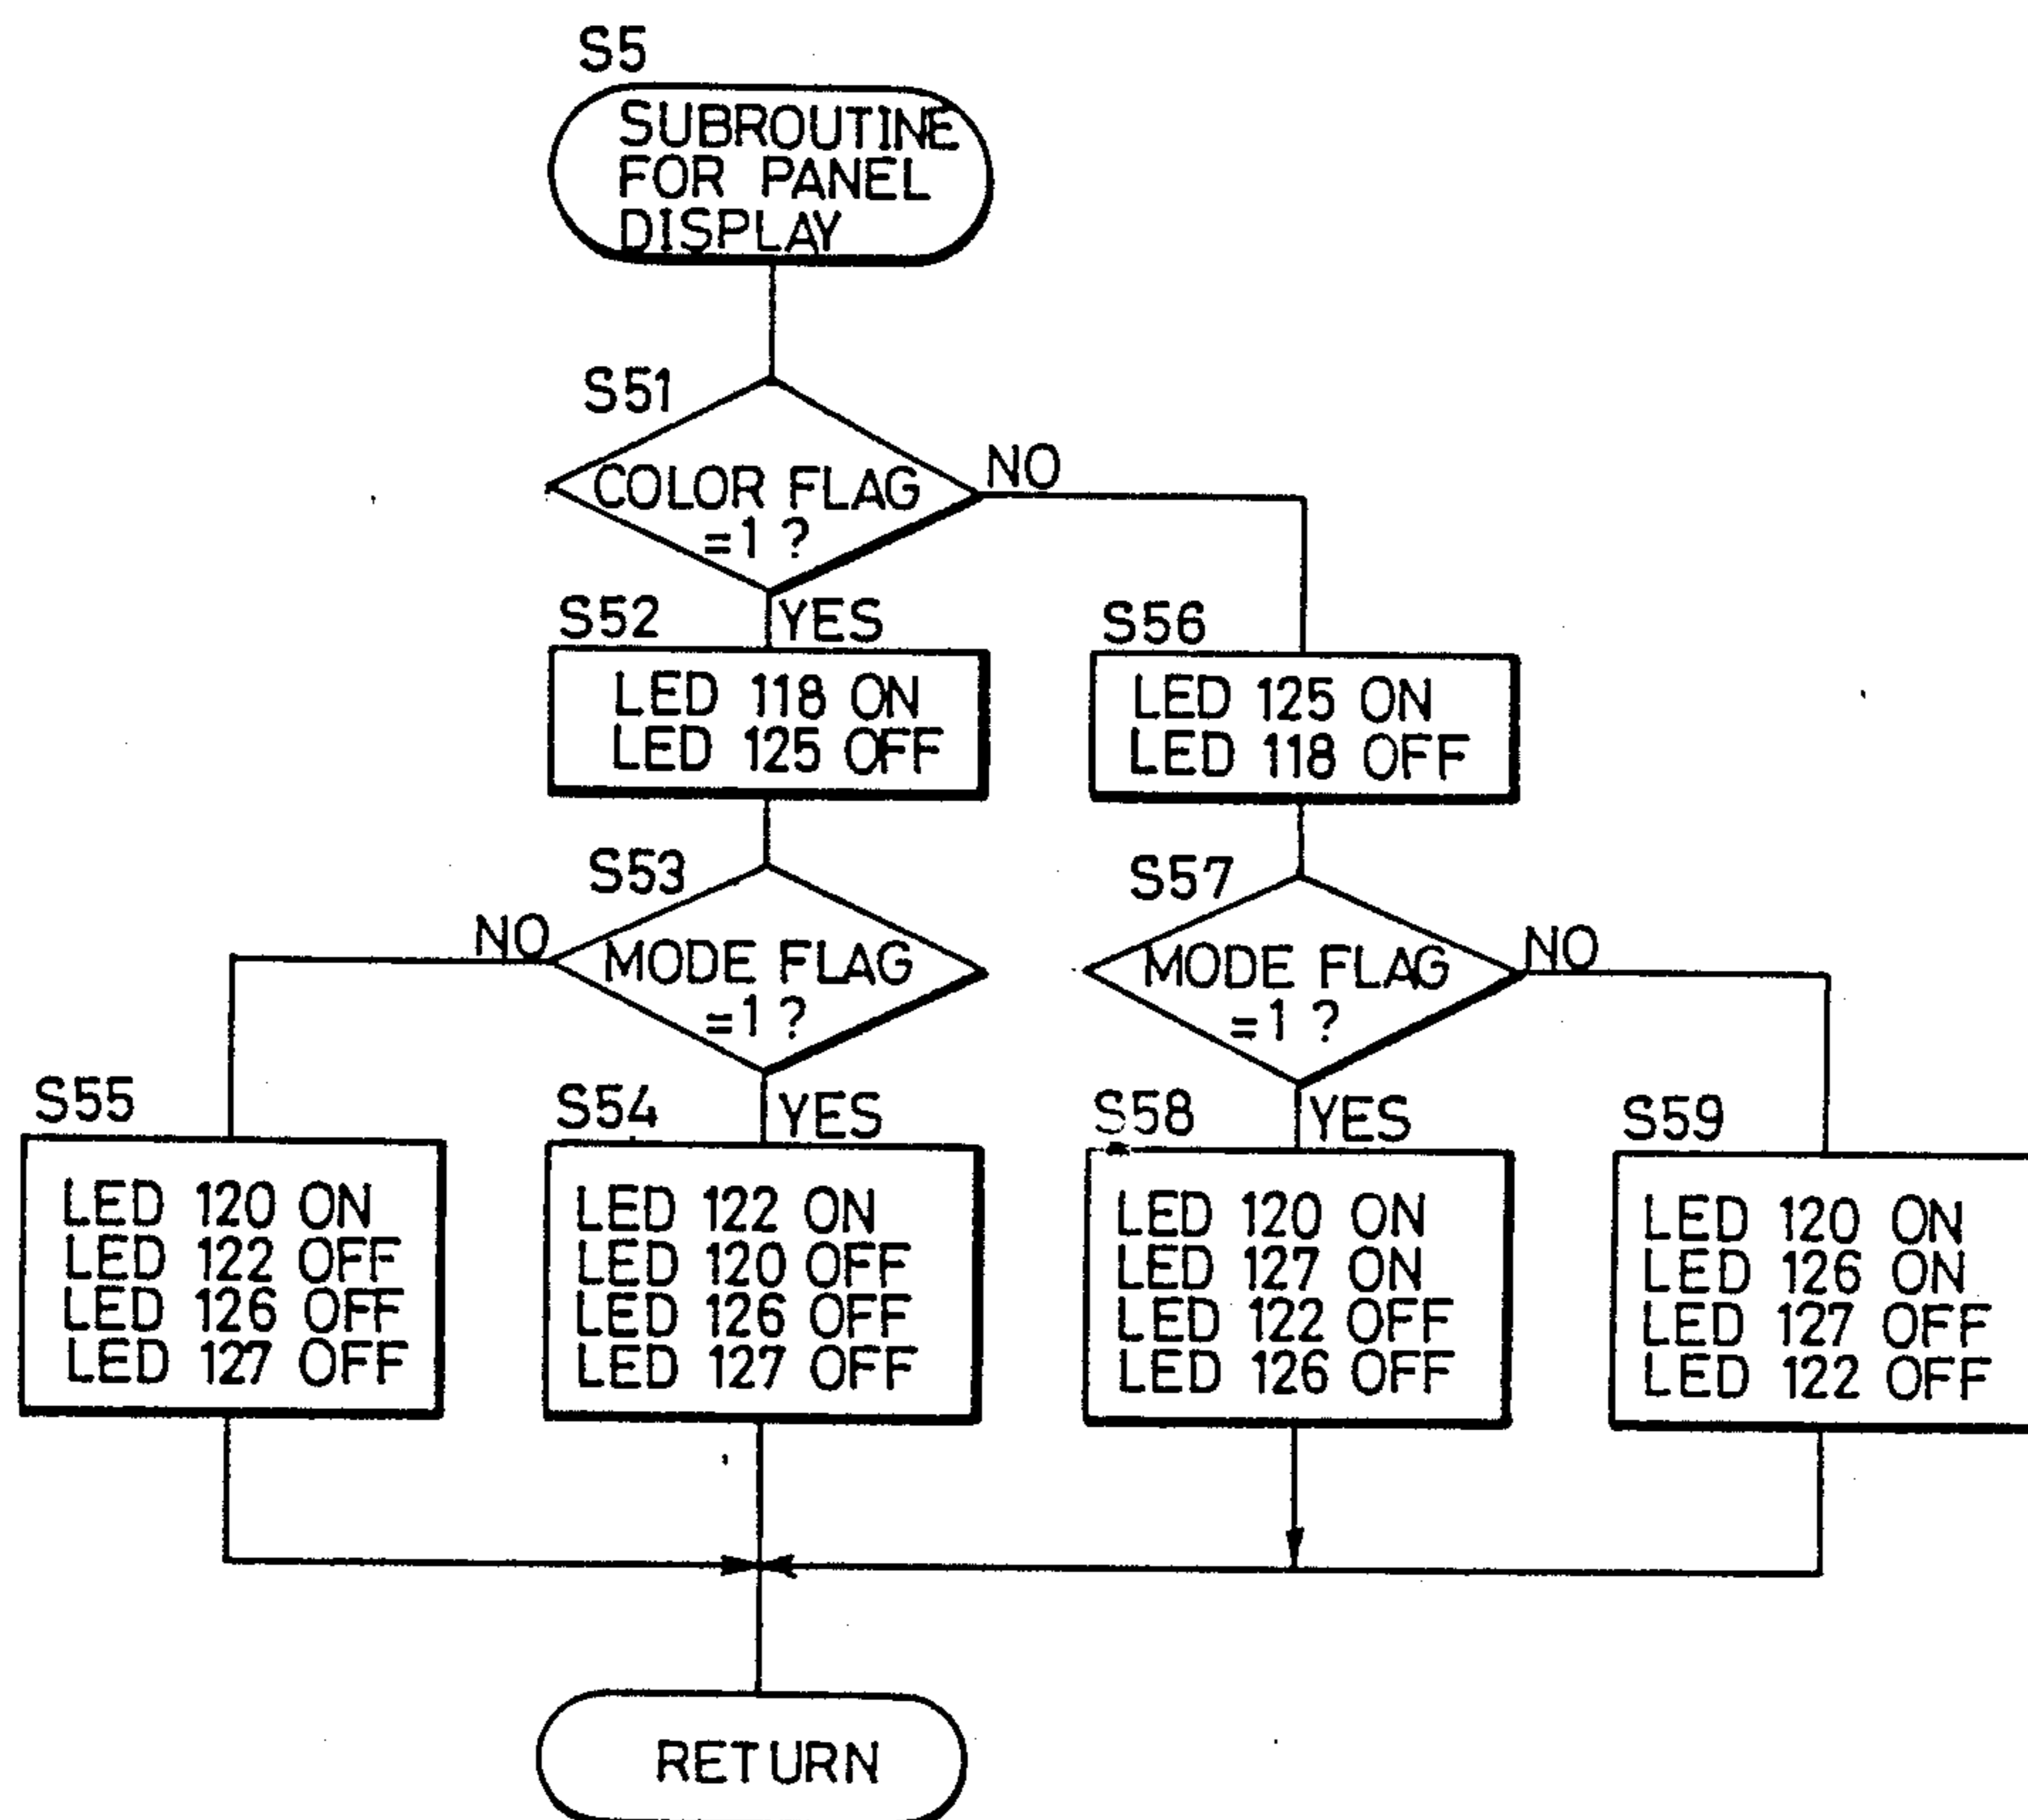 S5
SUBROUTINE
FOR PANEL
DISPLAY
S51
COLOR FLAG
=1 ?
NO
YES
S52
LED 118 ON
LED 125 OFF
S56
LED 125 ON
LED 118 OFF
S53
MODE FLAG
=1 ?
NO
YES
S57
MODE FLAG
=1 ?
NO
YES
S55
LED 120 ON
LED 122 OFF
LED 126 OFF
LED 127 OFF
S54
LED 122 ON
LED 120 OFF
LED 126 OFF
LED 127 OFF
S58
LED 120 ON
LED 127 ON
LED 122 OFF
LED 126 OFF
S59
LED 120 ON
LED 126 ON
LED 127 OFF
LED 122 OFF
RETURN